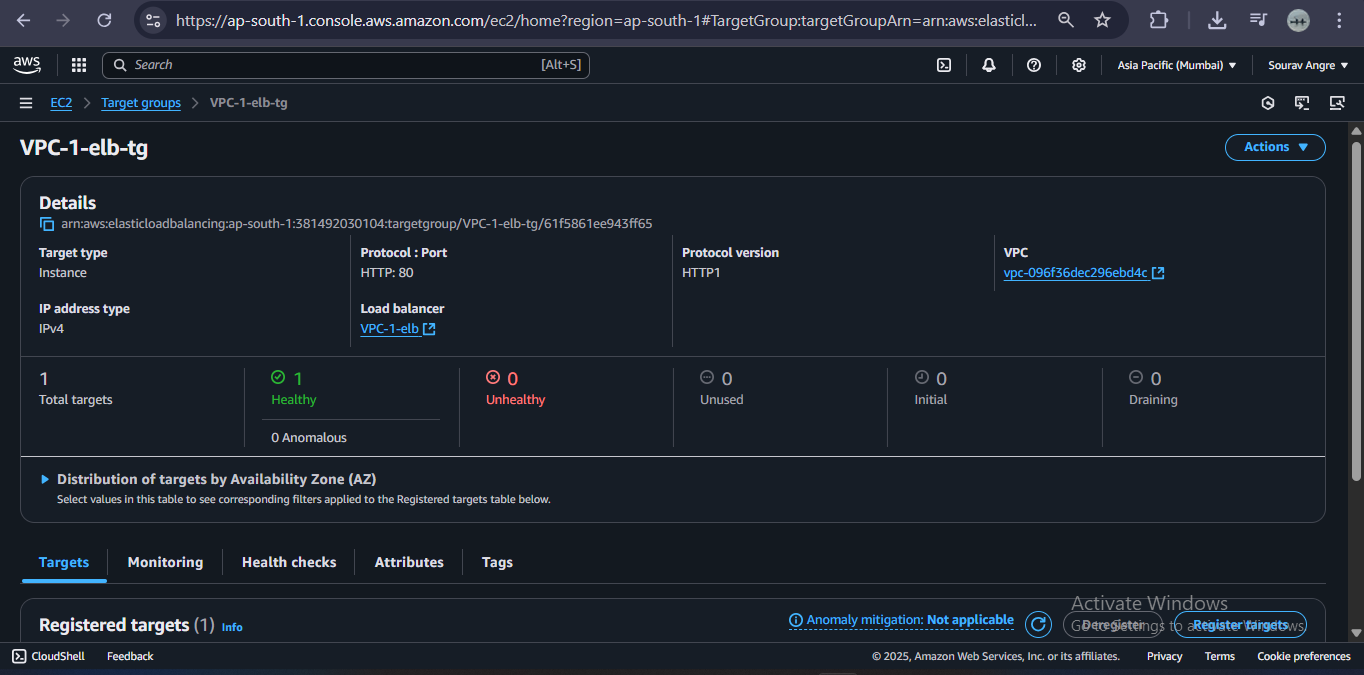 https://ap-south-1.console.aws.amazon.com/ec2/home?region=ap-south-1#TargetGroup:targetGroupArn=arn:aws:elasticl...
aws
Search [Alt+S]
Asia Pacific (Mumbai)
Sourav Angre
EC2 > Target groups > VPC-1-elb-tg
VPC-1-elb-tg
Actions
Details
arn:aws:elasticloadbalancing:ap-south-1:381492030104:targetgroup/VPC-1-elb-tg/61f5861ee943ff65
Target type
Instance
Protocol : Port
HTTP: 80
Protocol version
HTTP1
VPC
vpc-096f36dec296ebd4c
IP address type
IPv4
Load balancer
VPC-1-elb
1
Total targets
1
Healthy
0 Anomalous
0
Unhealthy
0
Unused
0
Initial
0
Draining
Distribution of targets by Availability Zone (AZ)
Select values in this table to see corresponding filters applied to the Registered targets table below.
Targets
Monitoring
Health checks
Attributes
Tags
Registered targets (1) Info
Anomaly mitigation: Not applicable
Deregister
Register targets
Activate Windows
Go to Settings to activate Windows.
CloudShell
Feedback
© 2025, Amazon Web Services, Inc. or its affiliates.
Privacy
Terms
Cookie preferences